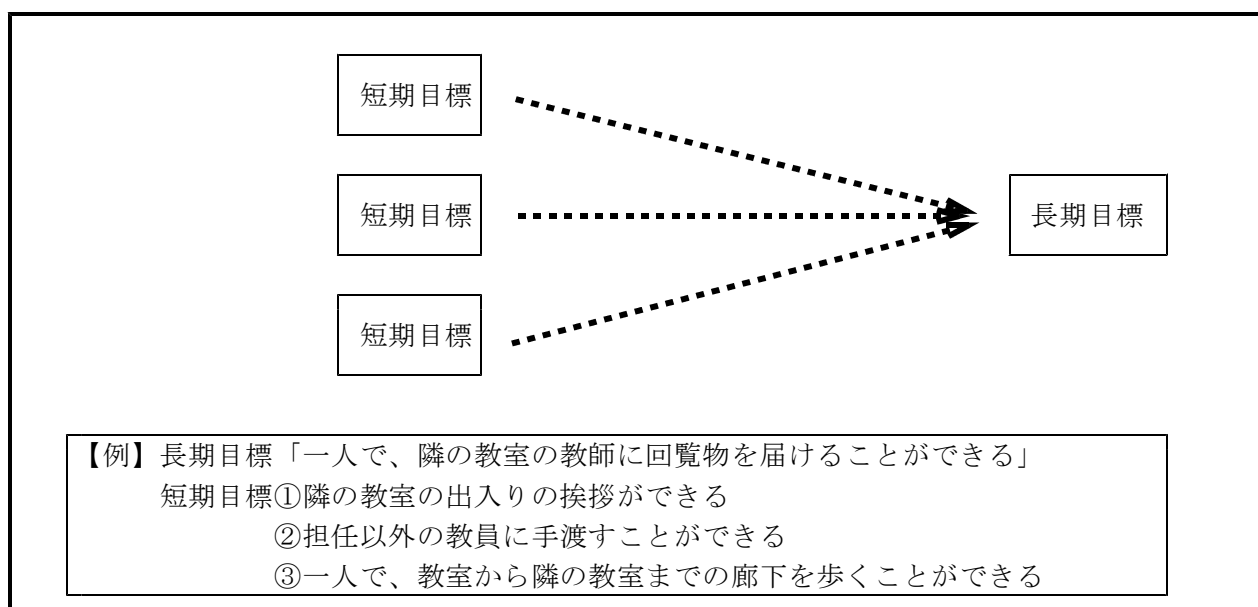 短期目標
短期目標
長期目標
短期目標
【例】長期目標「一人で、隣の教室の教師に回覧物を届けることができる」
短期目標①隣の教室の出入りの挨拶ができる
②担任以外の教員に手渡すことができる
③一人で、教室から隣の教室までの廊下を歩くことができる